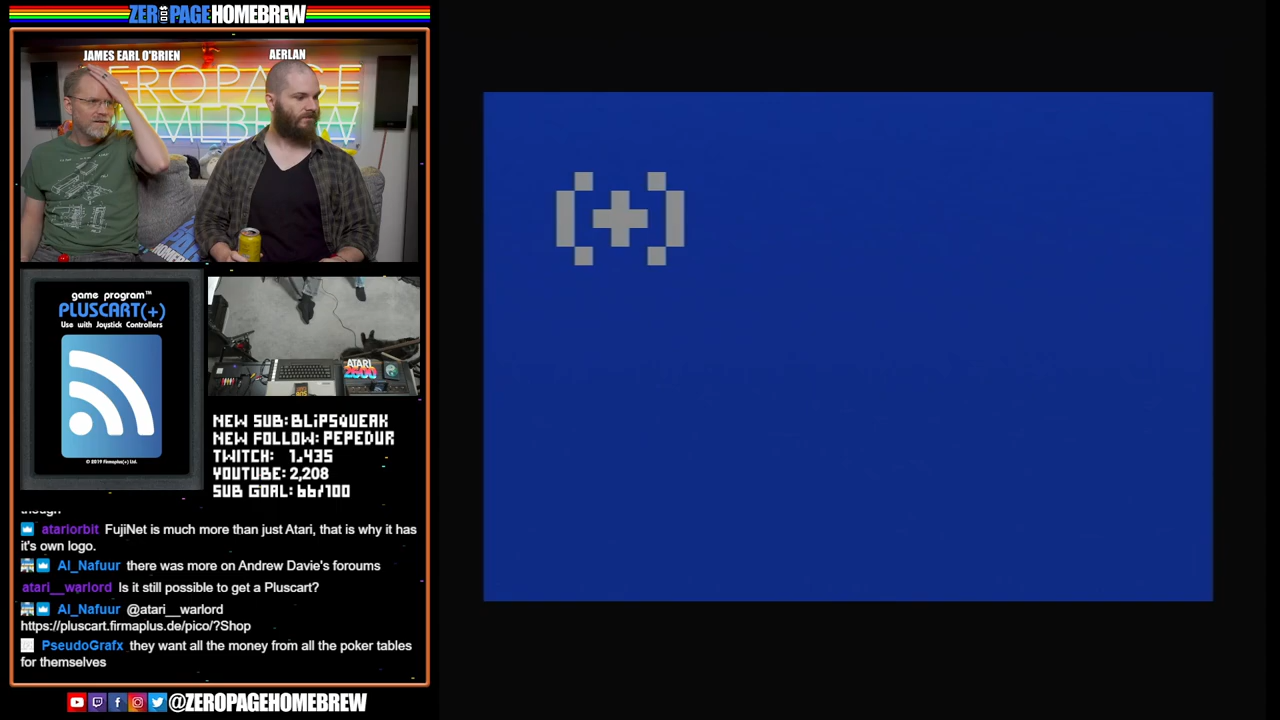 ZEROPAGE HOMEBREW
JAMES EARL O'BRIEN
AERLAN
game program™
PLUSCART(+)
Use with Joystick Controllers
© 2019 Firmaplus(+) Ltd.
ATARI
2600
NEW SUB: BLIPSQUEAK
NEW FOLLOW: PEPEDUR
TWITCH: 1,435
YOUTUBE: 2,208
SUB GOAL: 66/100
though
atariorbit FujiNet is much more than just Atari, that is why it has
it's own logo.
Al_Nafuur there was more on Andrew Davie's foroums
atari__warlord Is it still possible to get a Pluscart?
Al_Nafuur @atari__warlord
https://pluscart.firmaplus.de/pico/?Shop
PseudoGrafx they want all the money from all the poker tables
for themselves
@ZEROPAGEHOMEBREW
(+)